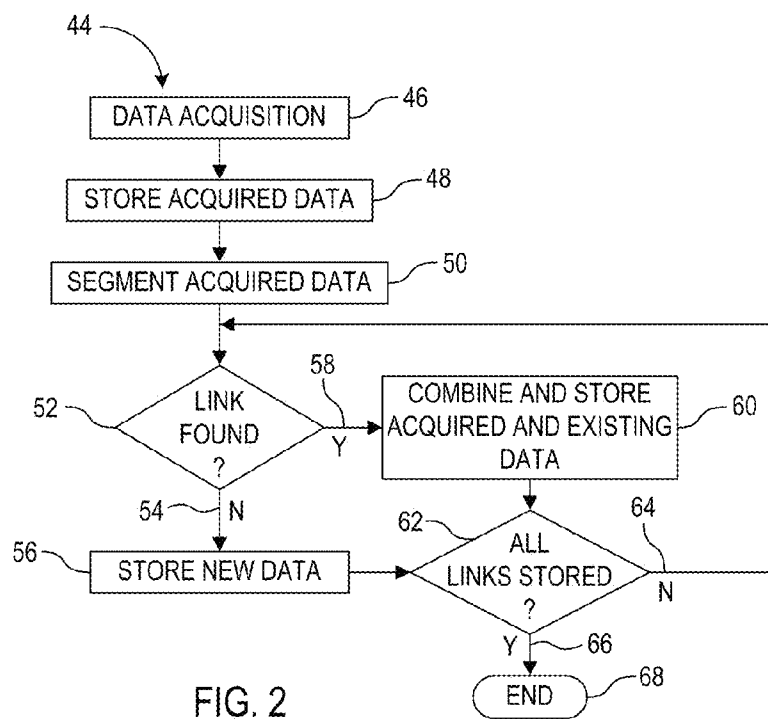 44
DATA ACQUISITION
46
STORE ACQUIRED DATA
48
SEGMENT ACQUIRED DATA
50
52
LINK
FOUND
?
58
Y
COMBINE AND STORE
ACQUIRED AND EXISTING
DATA
60
54
N
56
STORE NEW DATA
62
ALL
LINKS STORED
?
64
N
Y
66
END
68
FIG. 2